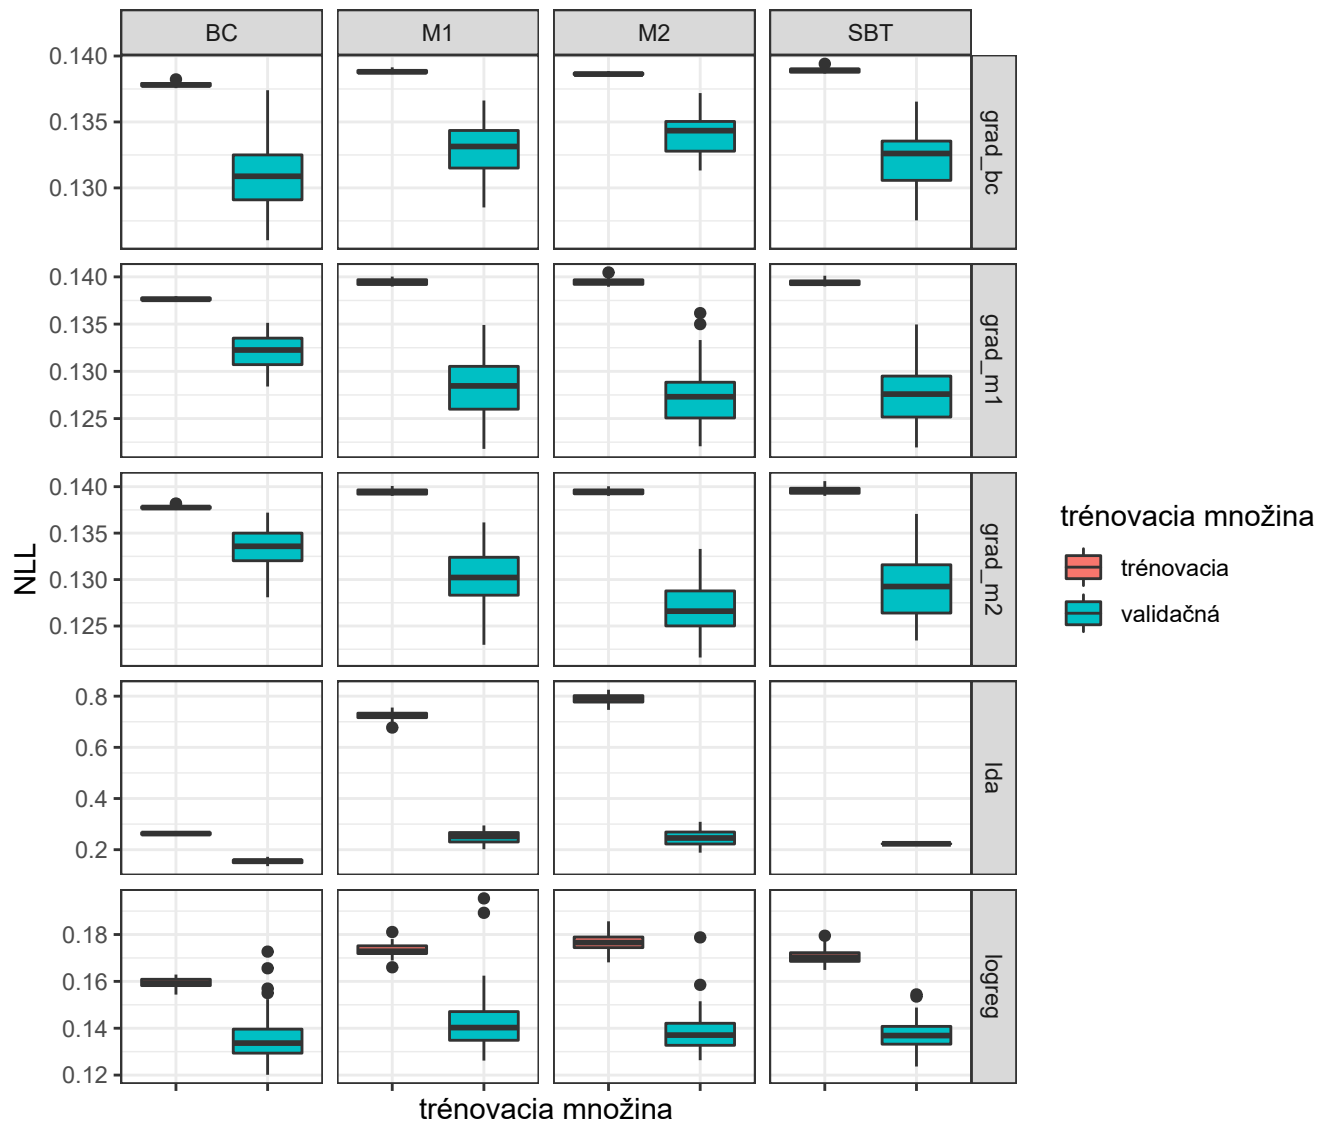 BC M1 M2 SBT
0.140
0.135
0.130
grad_bc
0.140
0.135
0.130
0.125
grad_m1
0.140
0.135
0.130
0.125
grad_m2
0.8
0.6
0.4
0.2
lda
0.18
0.16
0.14
0.12
logreg
NLL
trénovacia množina
trénovacia množina
trénovacia
validačná